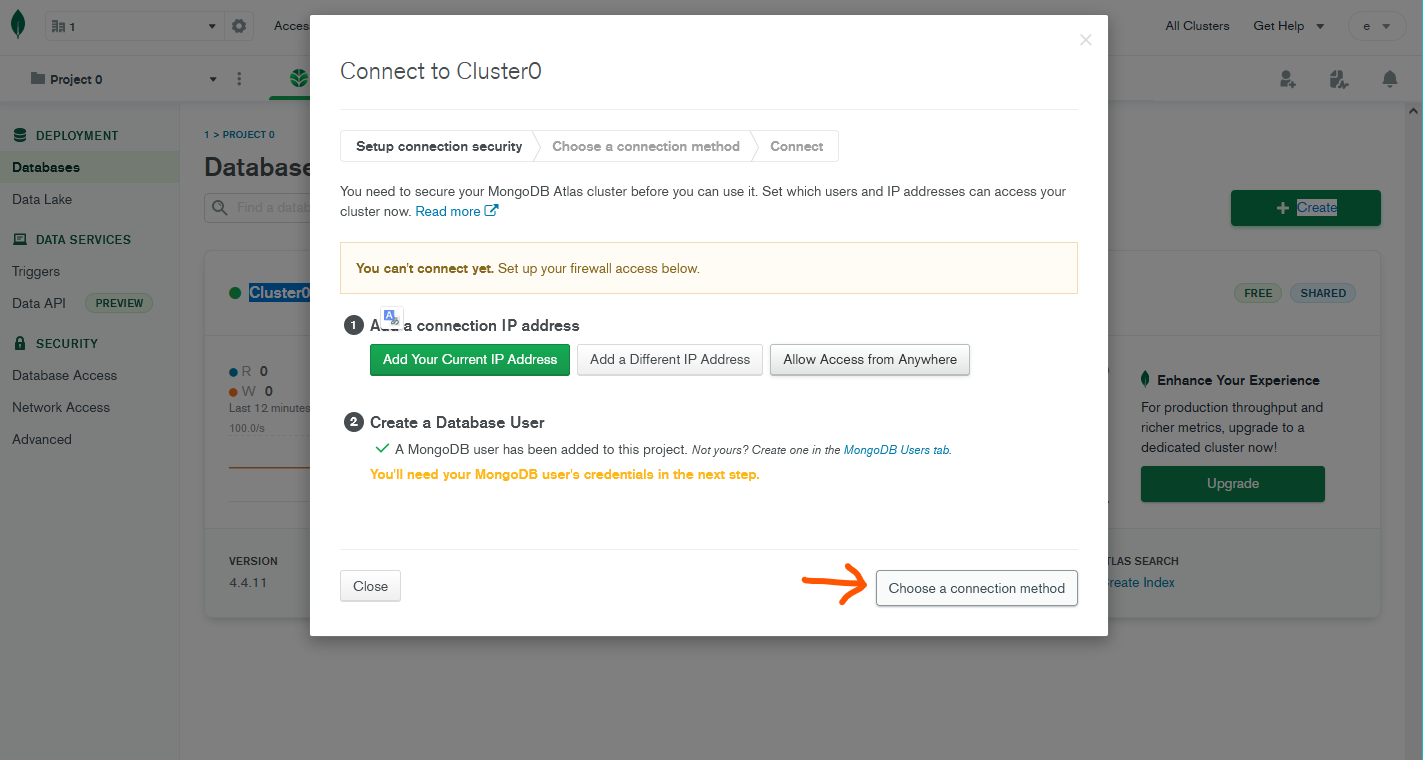 1
Acces
All Clusters
Get Help
e
Project 0
DEPLOYMENT
Databases
Data Lake
DATA SERVICES
Triggers
Data API PREVIEW
SECURITY
Database Access
Network Access
Advanced
1 > PROJECT 0
Database
Find a datab
+ Create
Cluster0
FREE SHARED
R 0
W 0
Last 12 minutes
100.0/s
Enhance Your Experience
For production throughput and
richer metrics, upgrade to a
dedicated cluster now!
Upgrade
VERSION
4.4.11
TLAS SEARCH
reate Index
×
Connect to Cluster0
Setup connection security Choose a connection method Connect
You need to secure your MongoDB Atlas cluster before you can use it. Set which users and IP addresses can access your
cluster now. Read more
You can't connect yet. Set up your firewall access below.
1 Add a connection IP address
Add Your Current IP Address Add a Different IP Address Allow Access from Anywhere
2 Create a Database User
A MongoDB user has been added to this project. Not yours? Create one in the MongoDB Users tab.
You'll need your MongoDB user's credentials in the next step.
Close Choose a connection method